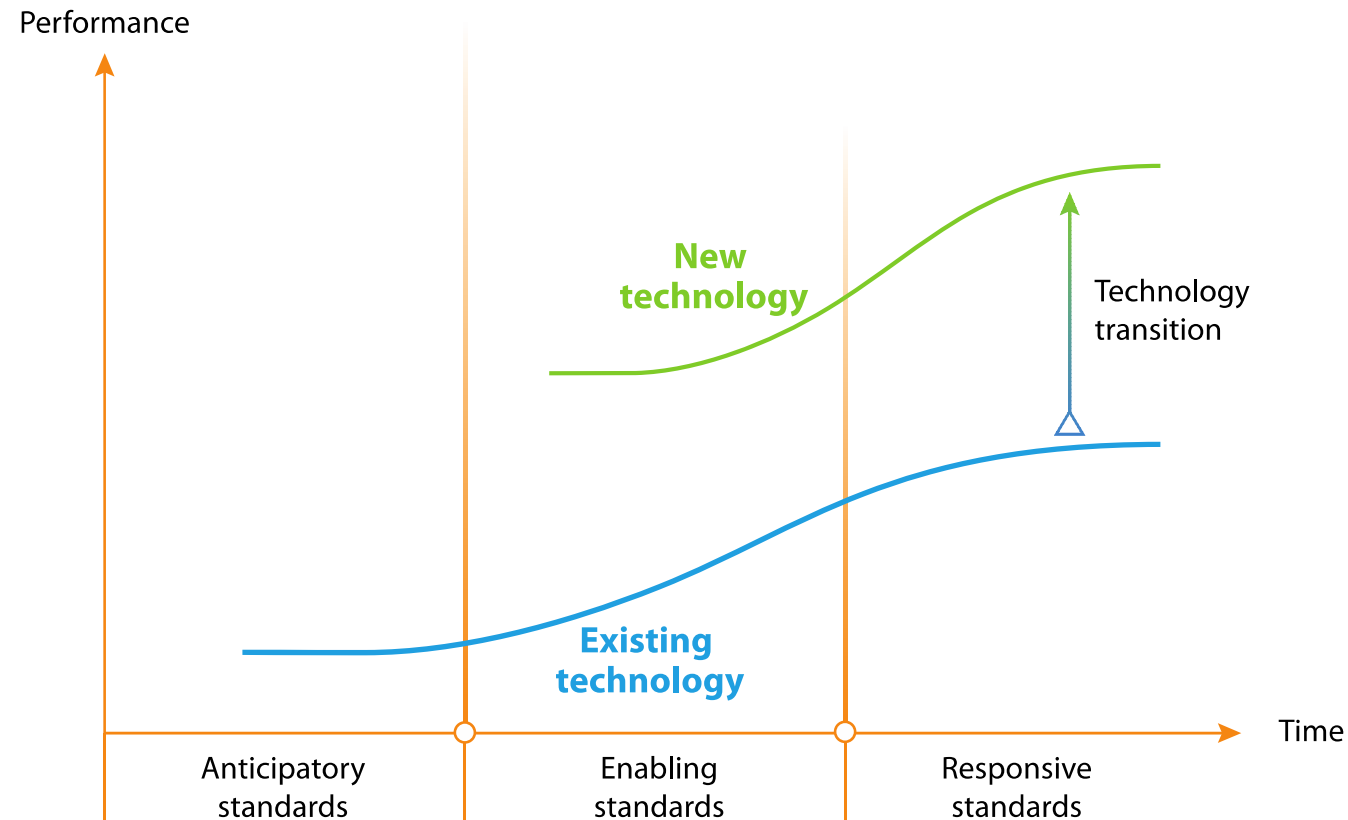 Performance
New
technology
Technology
transition
Existing
technology
Time
Anticipatory
standards
Enabling
standards
Responsive
standards